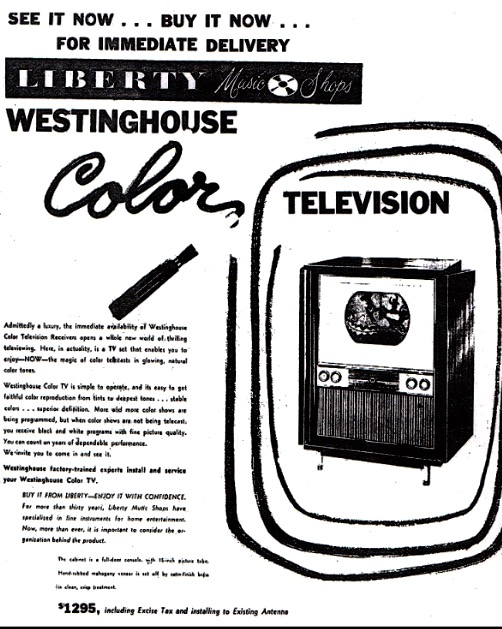 SEE IT NOW . . . BUY IT NOW . . .
FOR IMMEDIATE DELIVERY
LIBERTY Music Shops
WESTINGHOUSE
Color
TELEVISION
Admittedly a luxury, the immediate availability of Westinghouse
Color Television Receivers opens a whole new world of thrilling
televiewing. Here, in actuality, is a TV set that enables you to
enjoy—NOW—the magic of color telecasts in glowing, natural
color tones.
Westinghouse Color TV is simple to operate, and its easy to get
faithful color reproduction from tints to deepest tones . . . stable
colors . . . superior definition. More and more color shows are
being programmed, but when color shows are not being telecast,
you receive black and white programs with fine picture quality.
You can count on years of dependable performance.
We invite you to come in and see it.
Westinghouse factory-trained experts install and service
your Westinghouse Color TV.
BUY IT FROM LIBERTY—ENJOY IT WITH CONFIDENCE.
For more than thirty years, Liberty Music Shops have
specialized in fine instruments for home entertainment.
Now, more than ever, it is important to consider the or-
ganization behind the product.
The cabinet is a full-door console, with 15-inch picture tube.
Hand-rubbed mahogany veneer is set off by satin-finish brass
for clean, crisp treatment.
$1295, including Excise Tax and installing to Existing Antenna